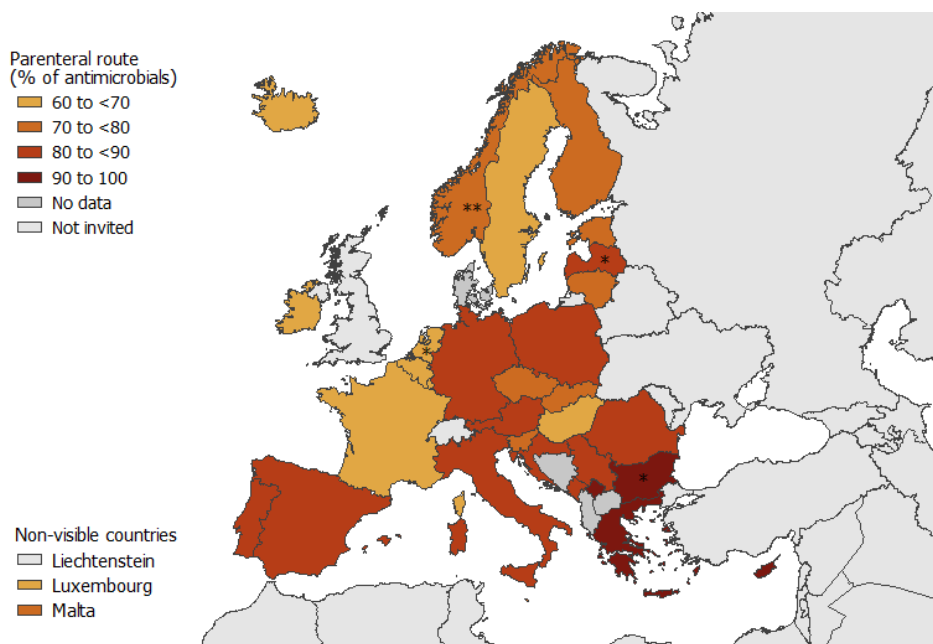 Parenteral route
(% of antimicrobials)
60 to <70
70 to <80
80 to <90
90 to 100
No data
Not invited
**
*
*
*
Non-visible countries
Liechtenstein
Luxembourg
Malta